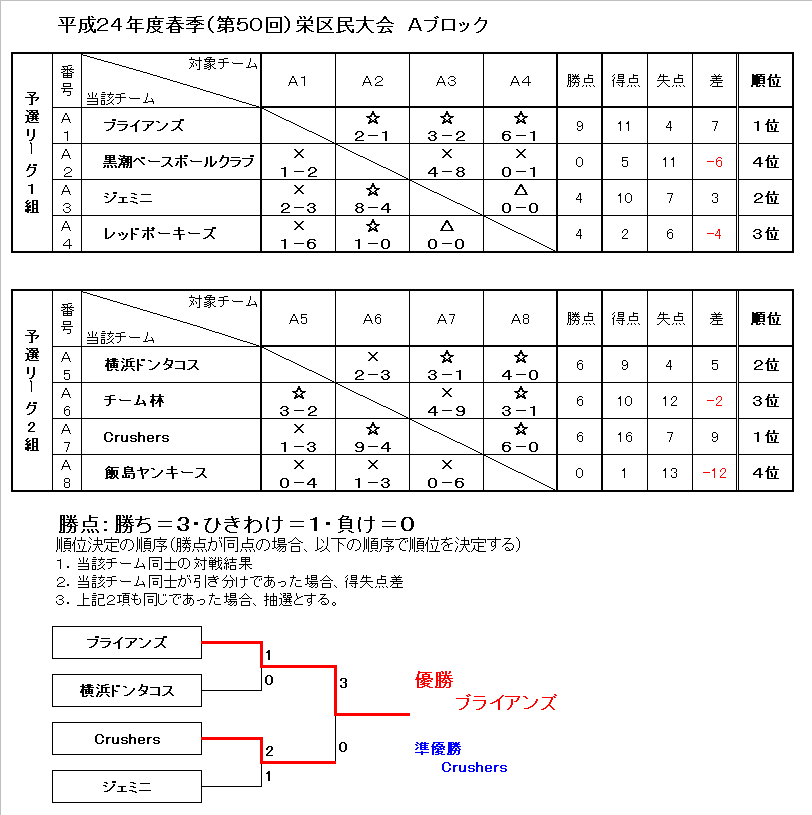 平成24年度春季(第50回)栄区民大会　Aブロック
予選リーグ1組 番号 対象チーム 当該チーム A1 A2 A3 A4 勝点 得点 失点 差 順位
A1 ブライアンズ ☆ 2-1 ☆ 3-2 ☆ 6-1 9 11 4 7 1位
A2 黒潮ベースボールクラブ × 1-2 × 4-8 × 0-1 0 5 11 -6 4位
A3 ジェミニ × 2-3 ☆ 8-4 △ 0-0 4 10 7 3 2位
A4 レッドボーキーズ × 1-6 ☆ 1-0 △ 0-0 4 2 6 -4 3位
予選リーグ2組 番号 対象チーム 当該チーム A5 A6 A7 A8 勝点 得点 失点 差 順位
A5 横浜ドンタコス × 2-3 ☆ 3-1 ☆ 4-0 6 9 4 5 2位
A6 チーム林 ☆ 3-2 × 4-9 ☆ 3-1 6 10 12 -2 3位
A7 Crushers × 1-3 ☆ 9-4 ☆ 6-0 6 16 7 9 1位
A8 飯島ヤンキース × 0-4 × 1-3 × 0-6 0 1 13 -12 4位
勝点:勝ち=3・ひきわけ=1・負け=0
順位決定の順序(勝点が同点の場合、以下の順序で順位を決定する)
1．当該チーム同士の対戦結果
2．当該チーム同士が引き分けであった場合、得失点差
3．上記2項も同じであった場合、抽選とする。
ブライアンズ
1
0
横浜ドンタコス
3
優勝
ブライアンズ
Crushers
2
1
0
準優勝
Crushers
ジェミニ